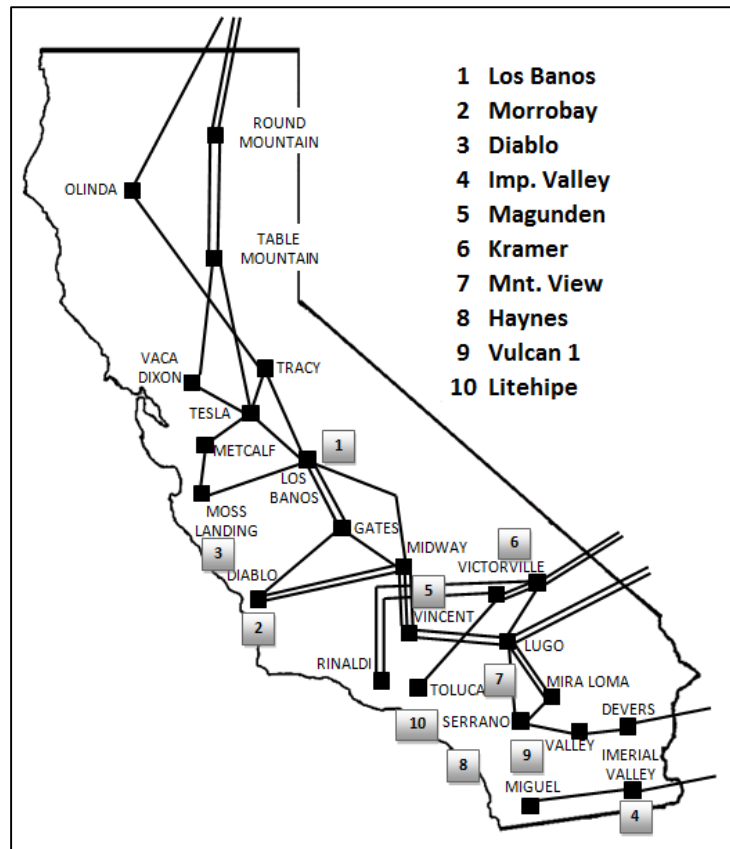 1 Los Banos
2 Morrobay
3 Diablo
4 Imp. Valley
5 Magunden
6 Kramer
7 Mnt. View
8 Haynes
9 Vulcan 1
10 Litehipe
ROUND
MOUNTAIN
OLINDA
TABLE
MOUNTAIN
VACA
DIXON
TRACY
TESLA
METCALF
1
LOS
BANOS
MOSS
LANDING
GATES
3
MIDWAY
6
VICTORVILLE
DIABLO
5
2
VINCENT
LUGO
RINALDI
TOLUCA
7
MIRA LOMA
10
SERRANO
DEVERS
VALLEY
9
8
IMERIAL
VALLEY
MIGUEL
4